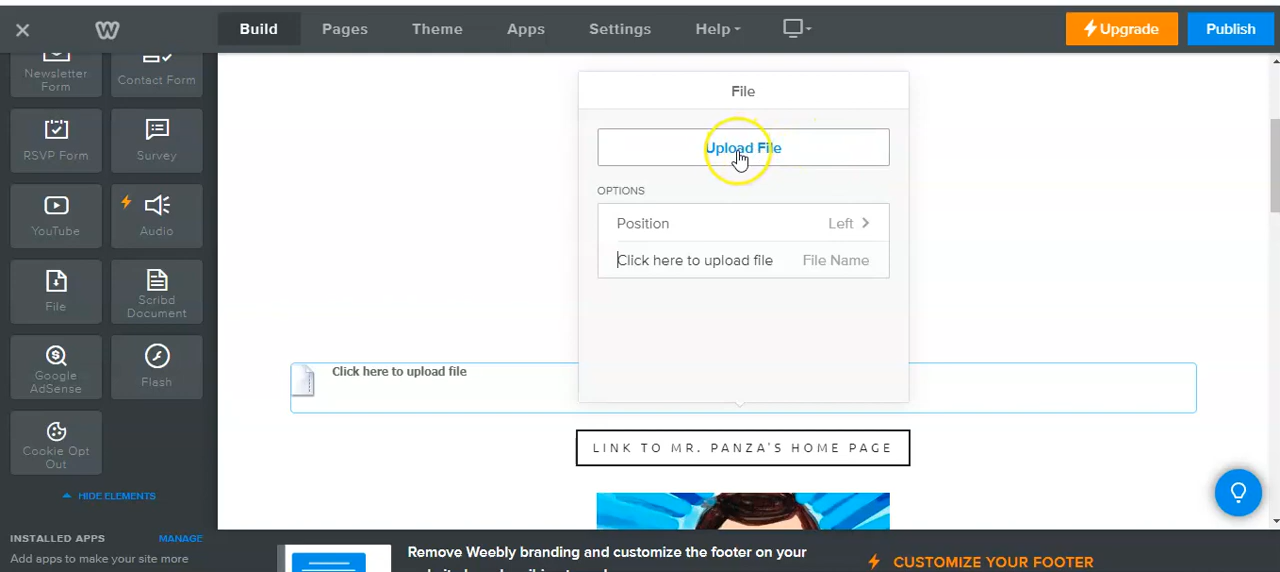 Build Pages Theme Apps Settings Help Upgrade Publish
Newsletter
Form
Contact Form
RSVP Form
Survey
YouTube
Audio
File
Scribd
Document
Google
AdSense
Flash
Cookie Opt
Out
HIDE ELEMENTS
INSTALLED APPS MANAGE
Add apps to make your site more
File
Upload File
OPTIONS
Position Left
Click here to upload file File Name
Click here to upload file
LINK TO MR. PANZA'S HOME PAGE
Remove Weebly branding and customize the footer on your
CUSTOMIZE YOUR FOOTER